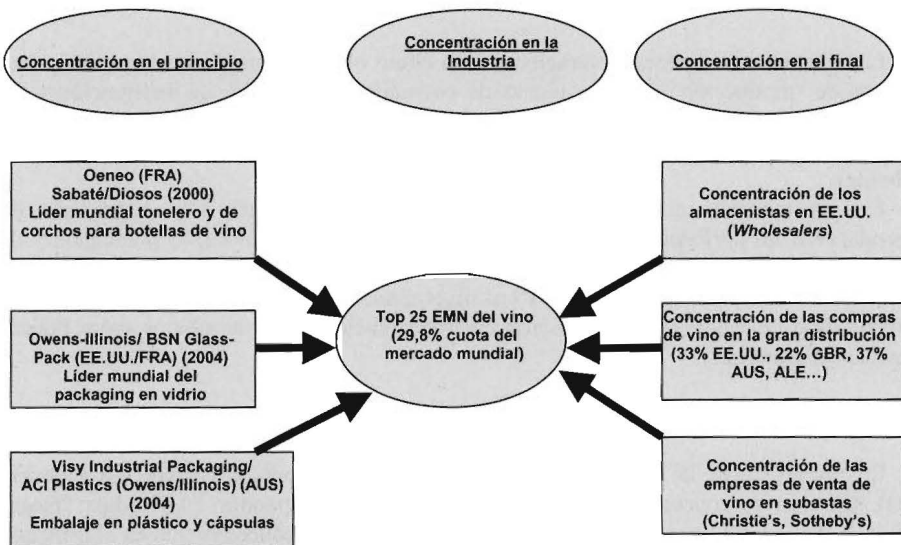 Concentración en el principio
Concentración en la
Industria
Concentración en el final
Oeneo (FRA)
Sabaté/Diosos (2000)
Líder mundial tonelero y de
corchos para botellas de vino
Owens-Illinois/ BSN Glass-
Pack (EE.UU./FRA) (2004)
Líder mundial del
packaging en vidrio
Visy Industrial Packaging/
ACI Plastics (Owens/Illinois) (AUS)
(2004)
Embalaje en plástico y cápsulas
Top 25 EMN del vino
(29,8% cuota del
mercado mundial)
Concentración de los
almacenistas en EE.UU.
(Wholesalers)
Concentración de las compras
de vino en la gran distribución
(33% EE.UU., 22% GBR, 37%
AUS, ALE…)
Concentración de las
empresas de venta de
vino en subastas
(Christie's, Sotheby's)